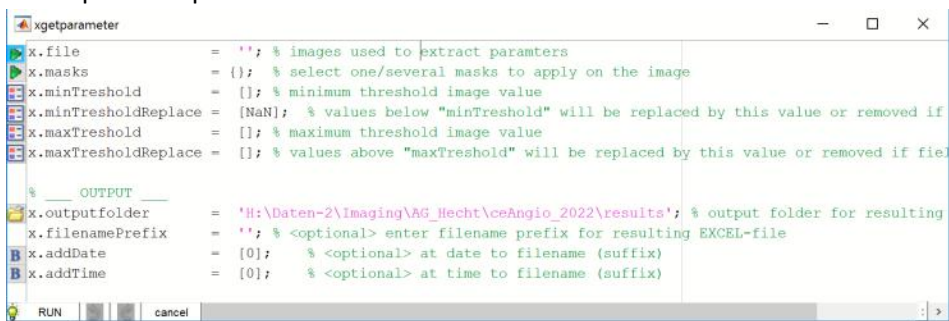 xgetparameter
x.file = ''; % images used to extract paramters
x.masks = {}; % select one/several masks to apply on the image
x.minTreshold = []; % minimum threshold image value
x.minTresholdReplace = [NaN]; % values below "minTreshold" will be replaced by this value or removed if
x.maxTreshold = []; % maximum threshold image value
x.maxTresholdReplace = []; % values above "maxTreshold" will be replaced by this value or removed if fiel
% ___ OUTPUT ___
x.outputfolder = 'H:\Daten-2\Imaging\AG_Hecht\ceAngio_2022\results'; % output folder for resulting
x.filenamePrefix = ''; % <optional> enter filename prefix for resulting EXCEL-file
B x.addDate = [0]; % <optional> at date to filename (suffix)
B x.addTime = [0]; % <optional> at time to filename (suffix)
RUN cancel